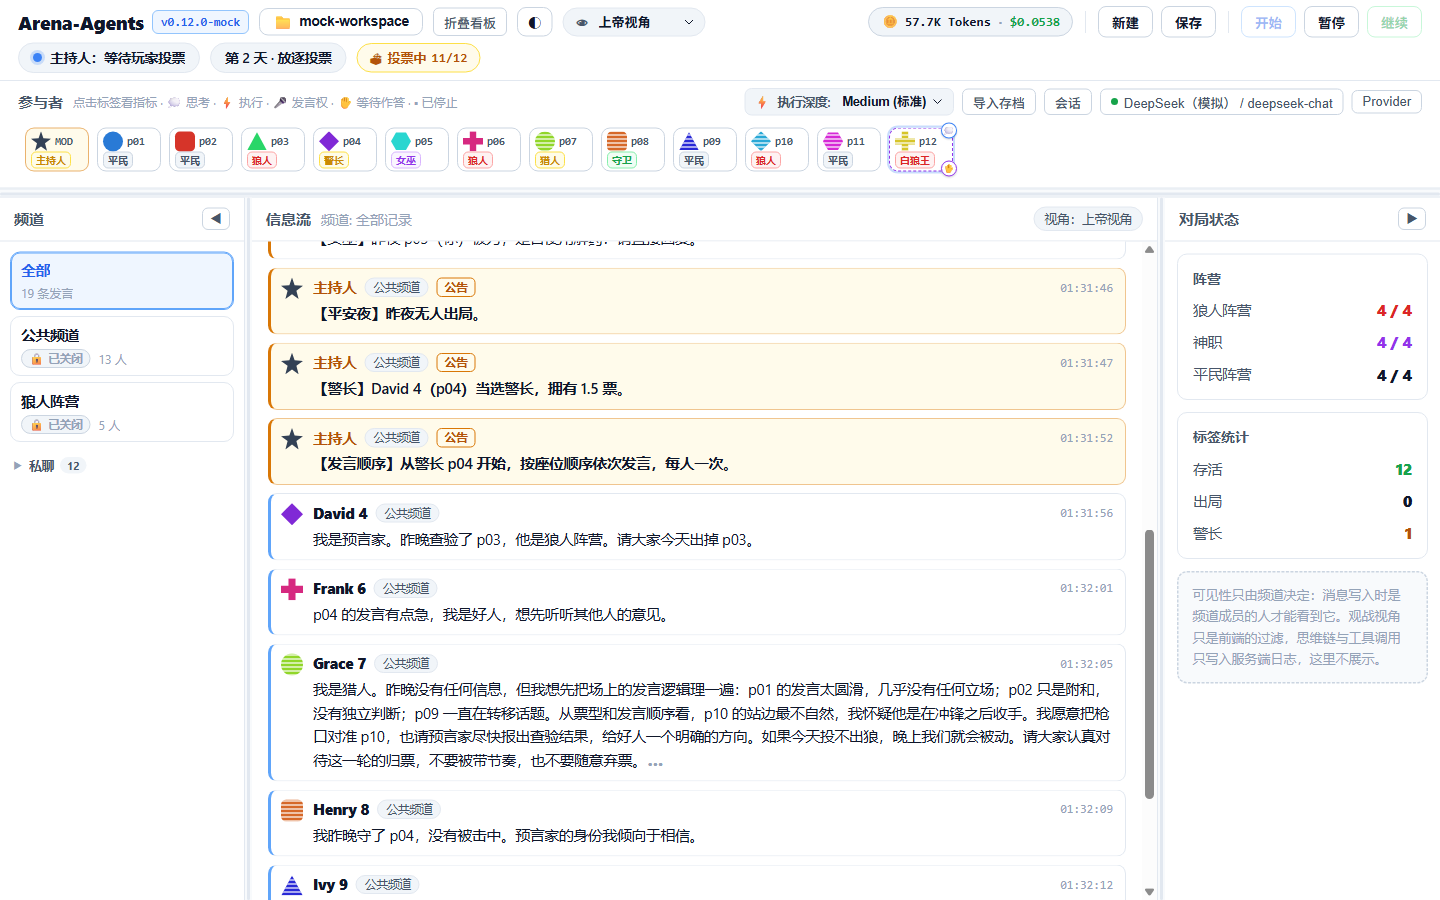 Arena-Agents v0.12.0-mock mock-workspace 折叠看板 上帝视角 57.7K Tokens · $0.0538 新建 保存 开始 暂停 继续
主持人：等待玩家投票 第 2 天 · 放逐投票 投票中 11/12
参与者 点击标签看指标 · 思考 · 执行 · 发言权 · 等待作答 · 已停止 执行深度: Medium (标准) 导入存档 会话 DeepSeek（模拟） / deepseek-chat Provider
MOD p01 p02 p03 p04 p05 p06 p07 p08 p09 p10 p11 p12
主持人 平民 平民 狼人 警长 女巫 狼人 猎人 守卫 平民 狼人 平民 白狼王
频道
全部
19 条发言
公共频道
已关闭 13 人
狼人阵营
已关闭 5 人
私聊 12
信息流 频道: 全部记录 视角：上帝视角
主持人 公共频道 公告 01:31:46
【平安夜】昨夜无人出局。
主持人 公共频道 公告 01:31:47
【警长】David 4（p04）当选警长，拥有 1.5 票。
主持人 公共频道 公告 01:31:52
【发言顺序】从警长 p04 开始，按座位顺序依次发言，每人一次。
David 4 公共频道 01:31:56
我是预言家。昨晚查验了 p03，他是狼人阵营。请大家今天出掉 p03。
Frank 6 公共频道 01:32:01
p04 的发言有点急，我是好人，想先听听其他人的意见。
Grace 7 公共频道 01:32:05
我是猎人。昨晚没有任何信息，但我想先把场上的发言逻辑理一遍：p01 的发言太圆滑，几乎没有任何立场；p02 只是附和，
没有独立判断；p09 一直在转移话题。从票型和发言顺序看，p10 的站边最不自然，我怀疑他是在冲锋之后收手。我愿意把枪
口对准 p10，也请预言家尽快报出查验结果，给好人一个明确的方向。如果今天投不出狼，晚上我们就会被动。请大家认真对
待这一轮的归票，不要被带节奏，也不要随意弃票。 ...
Henry 8 公共频道 01:32:09
我昨晚守了 p04，没有被击中。预言家的身份我倾向于相信。
Ivy 9 公共频道 01:32:12
对局状态
阵营
狼人阵营 4 / 4
神职 4 / 4
平民阵营 4 / 4
标签统计
存活 12
出局 0
警长 1
可见性只由频道决定：消息写入时是
频道成员的人才能看到它。观战视角
只是前端的过滤，思维链与工具调用
只写入服务端日志，这里不展示。